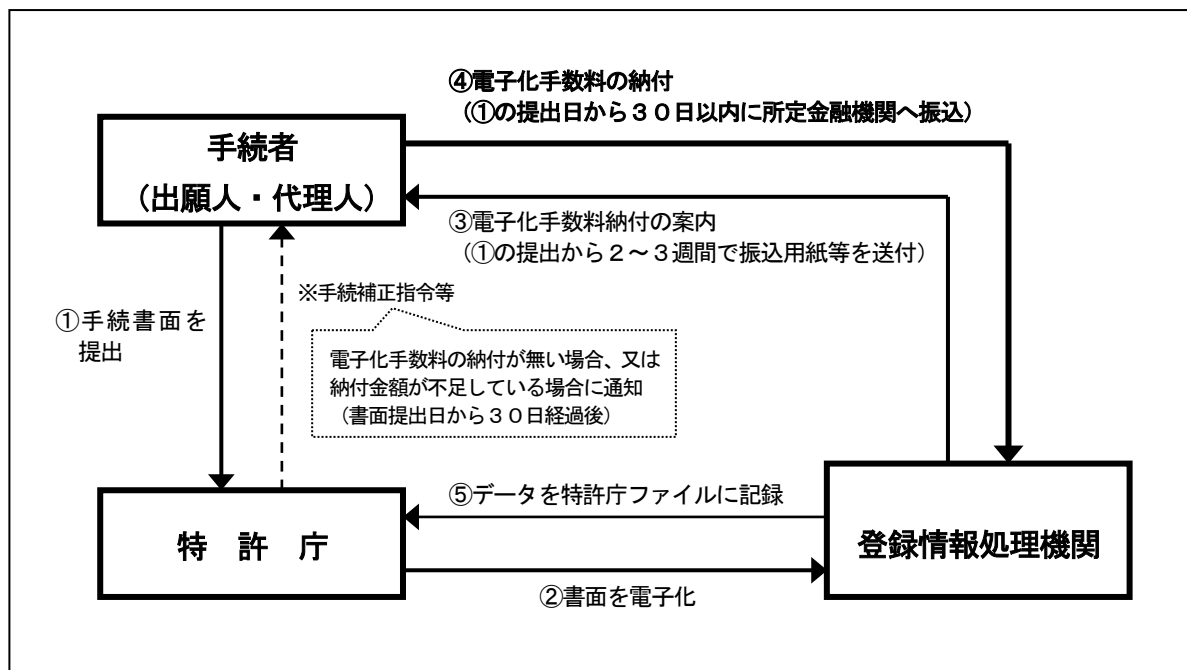 ④電子化手数料の納付
（①の提出日から３０日以内に所定金融機関へ振込）
手続者
（出願人・代理人）
③電子化手数料納付の案内
（①の提出から２～３週間で振込用紙等を送付）
※手続補正指令等
①手続書面を
提出
電子化手数料の納付が無い場合、又は
納付金額が不足している場合に通知
（書面提出日から３０日経過後）
⑤データを特許庁ファイルに記録
特　許　庁
登録情報処理機関
②書面を電子化